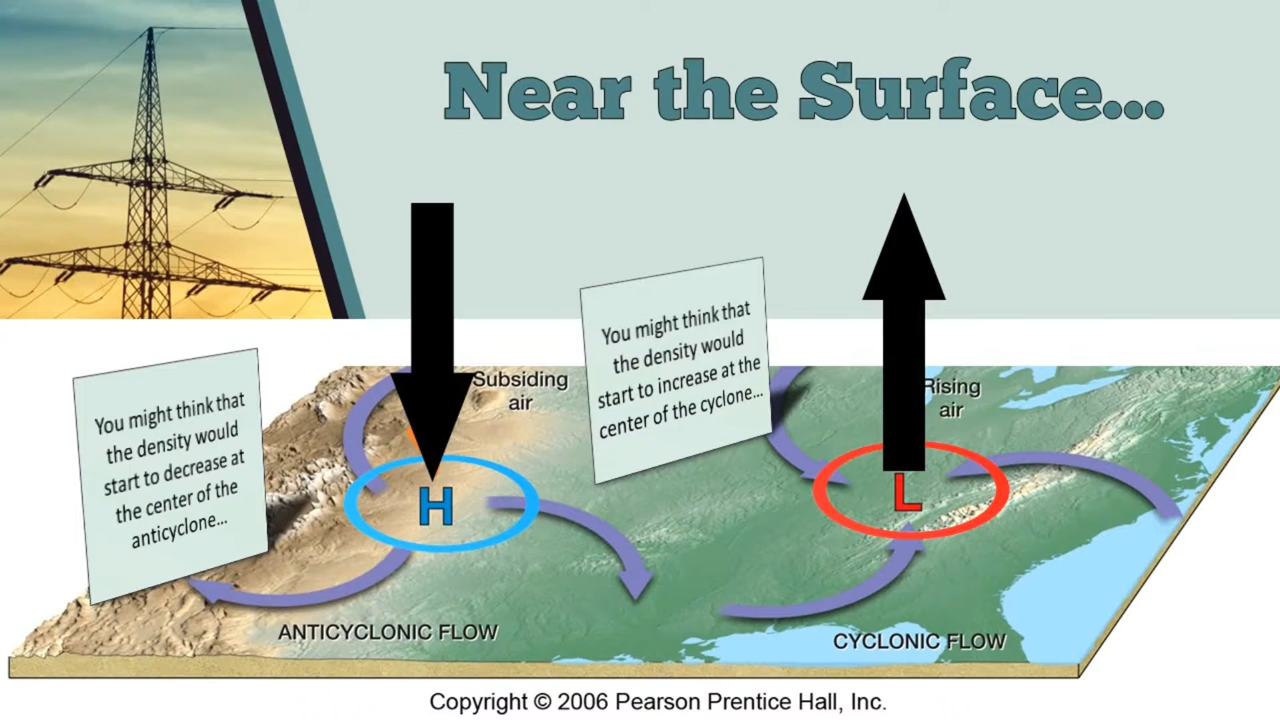 Near the Surface...
You might think that
the density would
start to increase at the
center of the cyclone...
Subsiding
air
Rising
air
You might think that
the density would
start to decrease at
the center of the
anticyclone...
H
L
ANTICYCLONIC FLOW
CYCLONIC FLOW
Copyright © 2006 Pearson Prentice Hall, Inc.